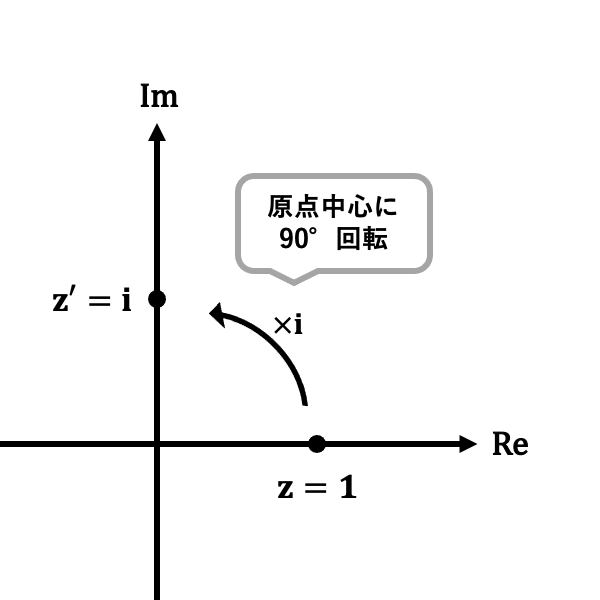 Im
原点中心に
90°回転
z′ = i
×i
Re
z = 1